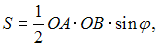 S = 1/2 OA · OB · sin φ,